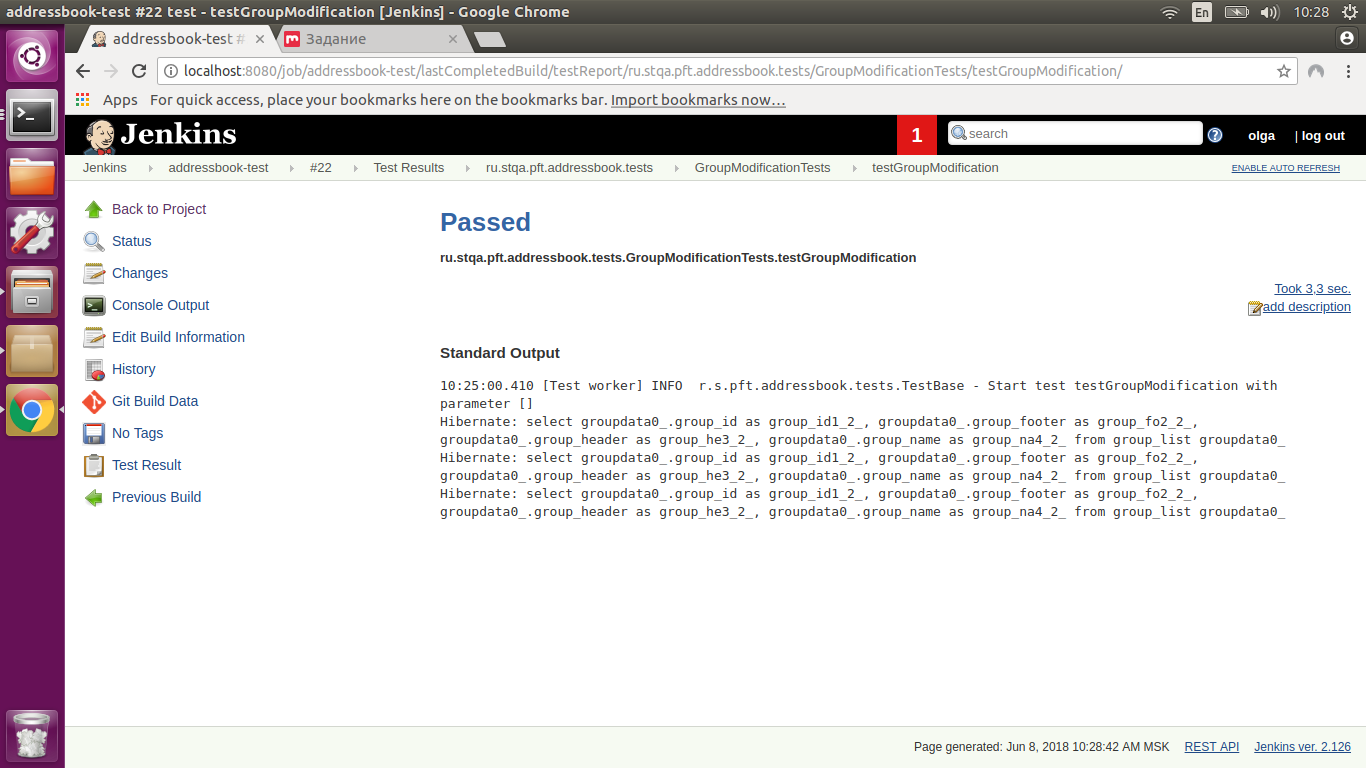 addressbook-test #22 test - testGroupModification [Jenkins] - Google Chrome
En
10:28
addressbook-test #
Задание
localhost:8080/job/addressbook-test/lastCompletedBuild/testReport/ru.stqa.pft.addressbook.tests/GroupModificationTests/testGroupModification/
Apps For quick access, place your bookmarks here on the bookmarks bar. Import bookmarks now…
Jenkins
1
search
?
olga
| log out
Jenkins addressbook-test #22 Test Results ru.stqa.pft.addressbook.tests GroupModificationTests testGroupModification
ENABLE AUTO REFRESH
Back to Project
Status
Changes
Console Output
Edit Build Information
History
Git Build Data
No Tags
Test Result
Previous Build
Passed
ru.stqa.pft.addressbook.tests.GroupModificationTests.testGroupModification
Took 3,3 sec.
add description
Standard Output
10:25:00.410 [Test worker] INFO  r.s.pft.addressbook.tests.TestBase - Start test testGroupModification with
parameter []
Hibernate: select groupdata0_.group_id as group_id1_2_, groupdata0_.group_footer as group_fo2_2_,
groupdata0_.group_header as group_he3_2_, groupdata0_.group_name as group_na4_2_ from group_list groupdata0_
Hibernate: select groupdata0_.group_id as group_id1_2_, groupdata0_.group_footer as group_fo2_2_,
groupdata0_.group_header as group_he3_2_, groupdata0_.group_name as group_na4_2_ from group_list groupdata0_
Hibernate: select groupdata0_.group_id as group_id1_2_, groupdata0_.group_footer as group_fo2_2_,
groupdata0_.group_header as group_he3_2_, groupdata0_.group_name as group_na4_2_ from group_list groupdata0_
Page generated: Jun 8, 2018 10:28:42 AM MSK
REST API
Jenkins ver. 2.126